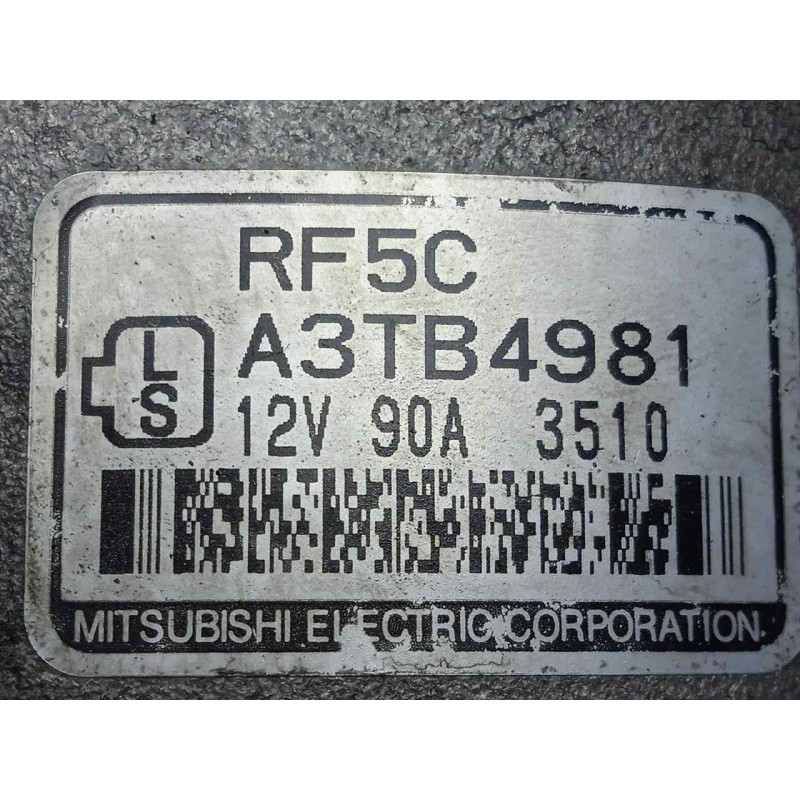 RF5C
A3TB4981
L
S
12V 90A 3510
MITSUBISHI ELECTRIC CORPORATION